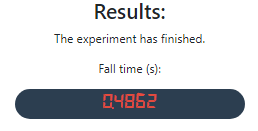 Results:
The experiment has finished.
Fall time (s):
0,4862